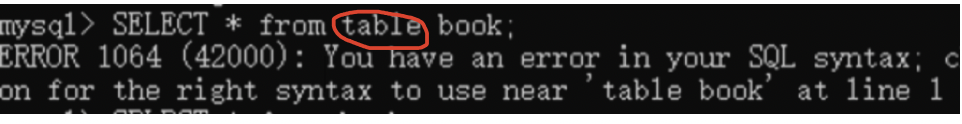 mysql> SELECT * from table book;
ERROR 1064 (42000): You have an error in your SQL syntax; c
on for the right syntax to use near 'table book' at line 1